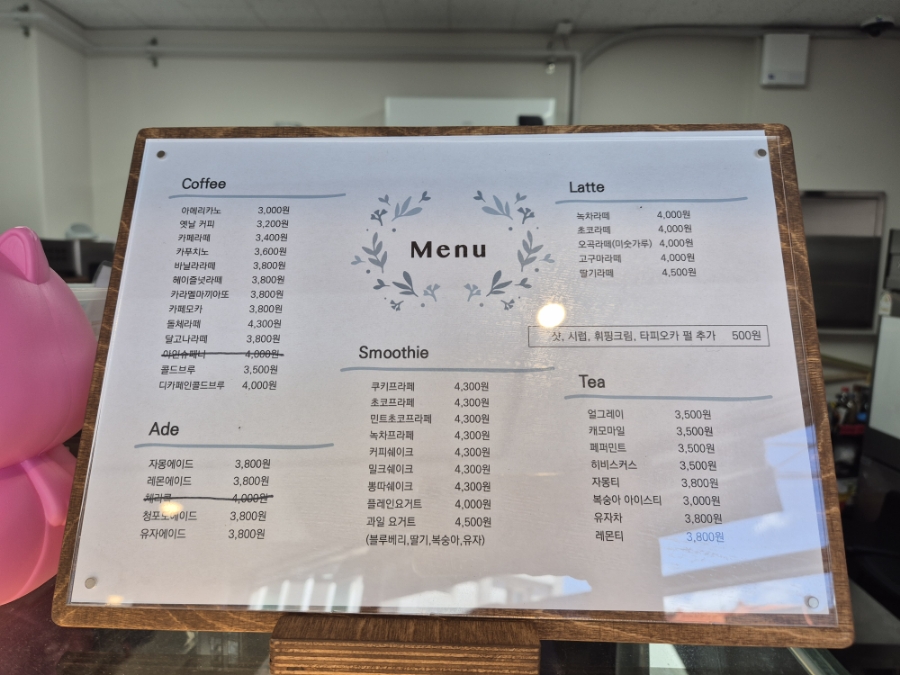 Coffee
아메리카노 3,000원
옛날 커피 3,200원
카페라떼 3,400원
카푸치노 3,600원
바닐라라떼 3,800원
헤이즐넛라떼 3,800원
카라멜마끼아또 3,800원
카페모카 3,800원
돌체라떼 4,300원
달고나라떼 3,800원
아인슈페너 4,000원
콜드브루 3,500원
디카페인콜드브루 4,000원
Ade
자몽에이드 3,800원
레몬에이드 3,800원
체리콕 4,000원
청포도에이드 3,800원
유자에이드 3,800원
Menu
Smoothie
쿠키프라페 4,300원
초코프라페 4,300원
민트초코프라페 4,300원
녹차프라페 4,300원
커피쉐이크 4,300원
밀크쉐이크 4,300원
뽕따쉐이크 4,300원
플레인요거트 4,000원
과일 요거트 4,500원
(블루베리,딸기,복숭아,유자)
Latte
녹차라떼 4,000원
초코라떼 4,000원
오곡라떼(미숫가루) 4,000원
고구마라떼 4,000원
딸기라떼 4,500원
샷, 시럽, 휘핑크림, 타피오카 펄 추가 500원
Tea
얼그레이 3,500원
캐모마일 3,500원
페퍼민트 3,500원
히비스커스 3,500원
자몽티 3,800원
복숭아 아이스티 3,000원
유자차 3,800원
레몬티 3,800원